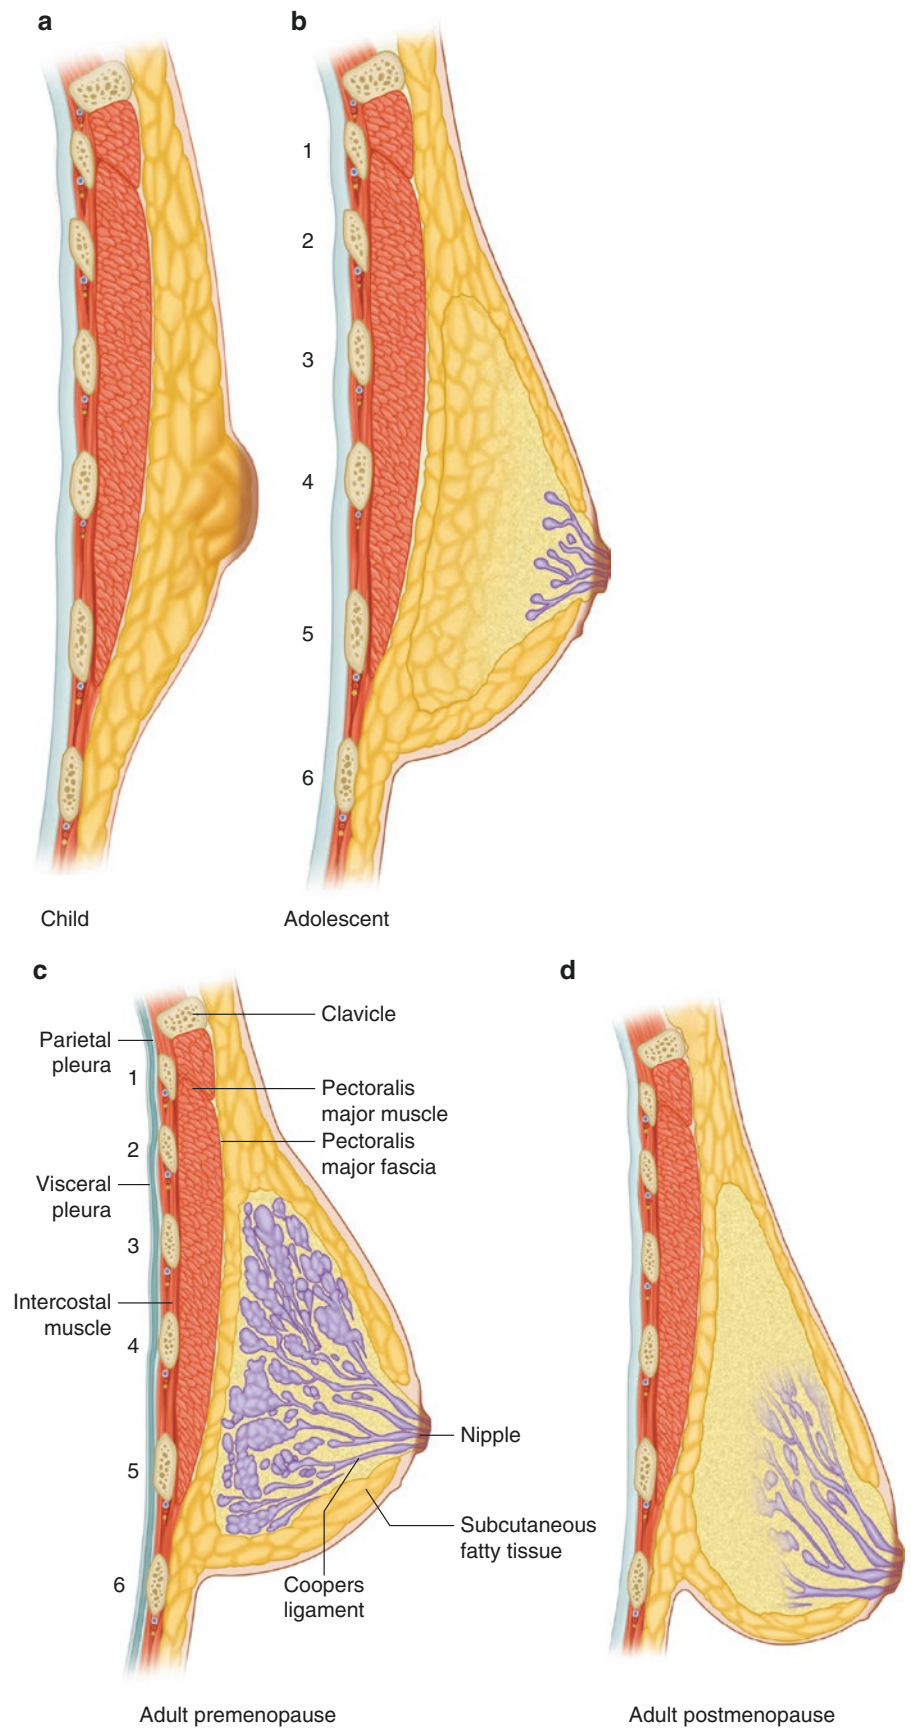 a
b
1
2
3
4
5
6
Child
Adolescent
c
d
Clavicle
Parietal
pleura
1
Pectoralis
major muscle
2
Pectoralis
major fascia
Visceral
pleura
3
Intercostal
muscle
4
Nipple
5
Subcutaneous
fatty tissue
6
Coopers
ligament
Adult premenopause
Adult postmenopause